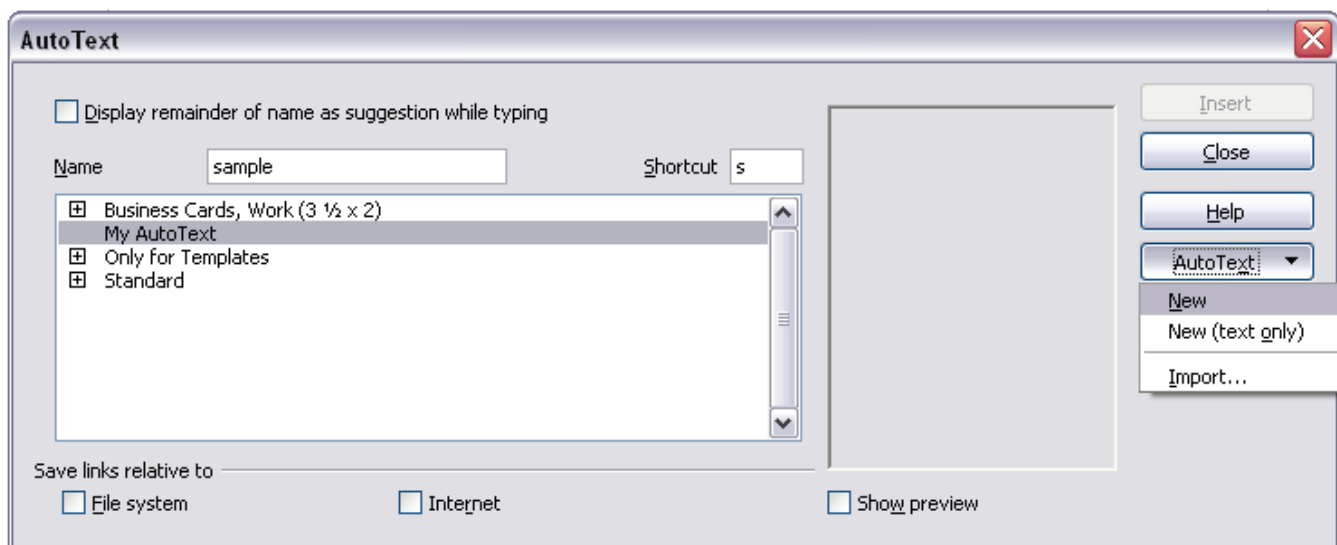 AutoText
Display remainder of name as suggestion while typing
Name sample Shortcut s
Business Cards, Work (3 ½ x 2)
My AutoText
Only for Templates
Standard
Insert
Close
Help
AutoText
New
New (text only)
Import...
Save links relative to
File system Internet Show preview